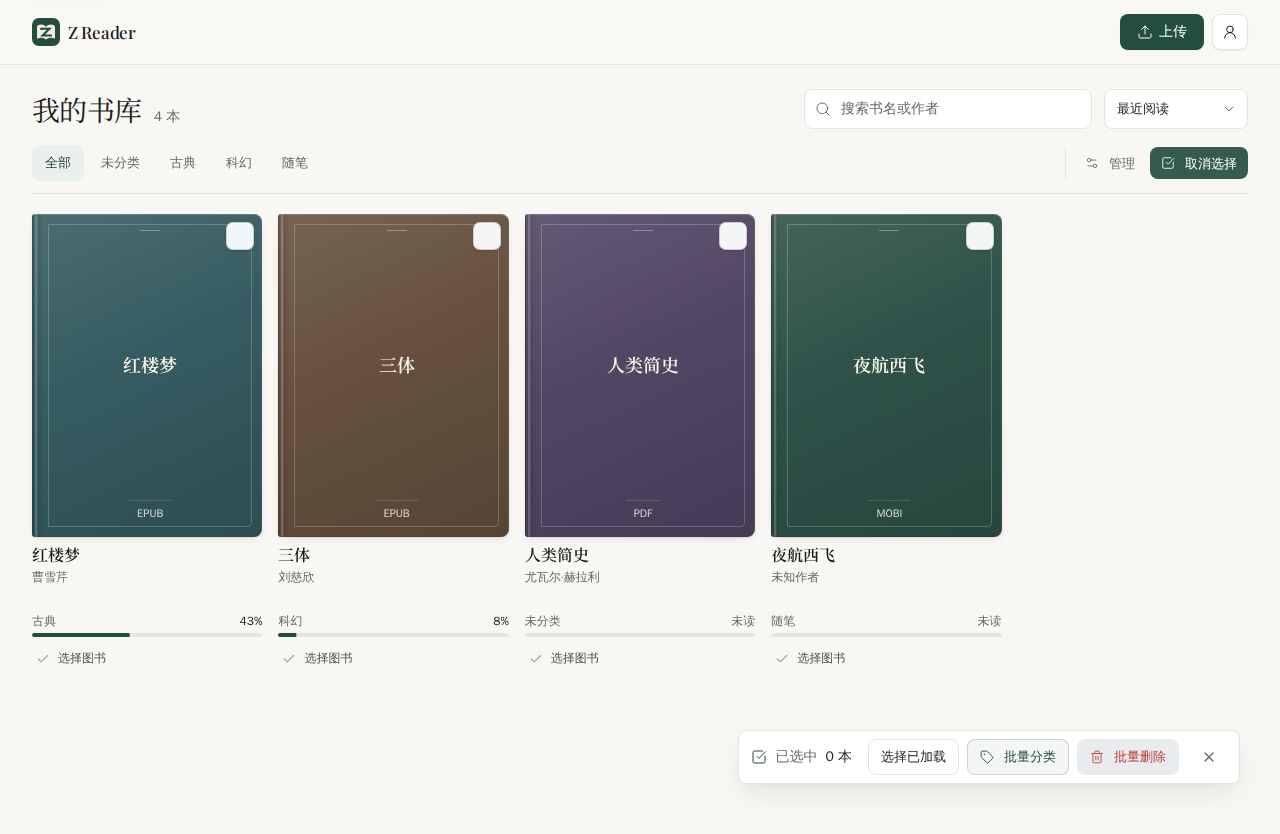 Z Reader
上传
我的书库 4 本
搜索书名或作者
最近阅读
全部 未分类 古典 科幻 随笔
管理 取消选择
红楼梦
EPUB
红楼梦
曹雪芹
古典 43%
选择图书
三体
EPUB
三体
刘慈欣
科幻 8%
选择图书
人类简史
PDF
人类简史
尤瓦尔·赫拉利
未分类 未读
选择图书
夜航西飞
MOBI
夜航西飞
未知作者
随笔 未读
选择图书
已选中 0 本 选择已加载 批量分类 批量删除